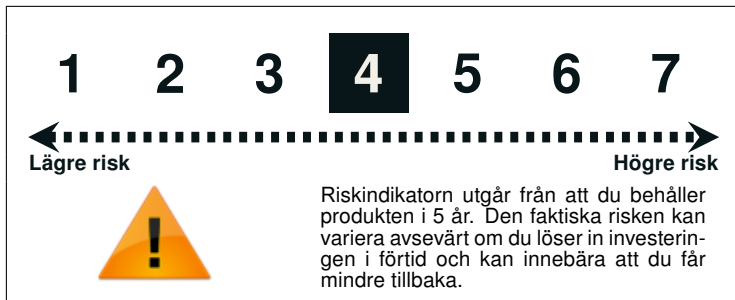 1 2 3 4 5 6 7
Lägre risk Högre risk
!
Riskindikatorn utgår från att du behåller
produkten i 5 år. Den faktiska risken kan
variera avsevärt om du löser in investerin-
gen i förtid och kan innebära att du får
mindre tillbaka.